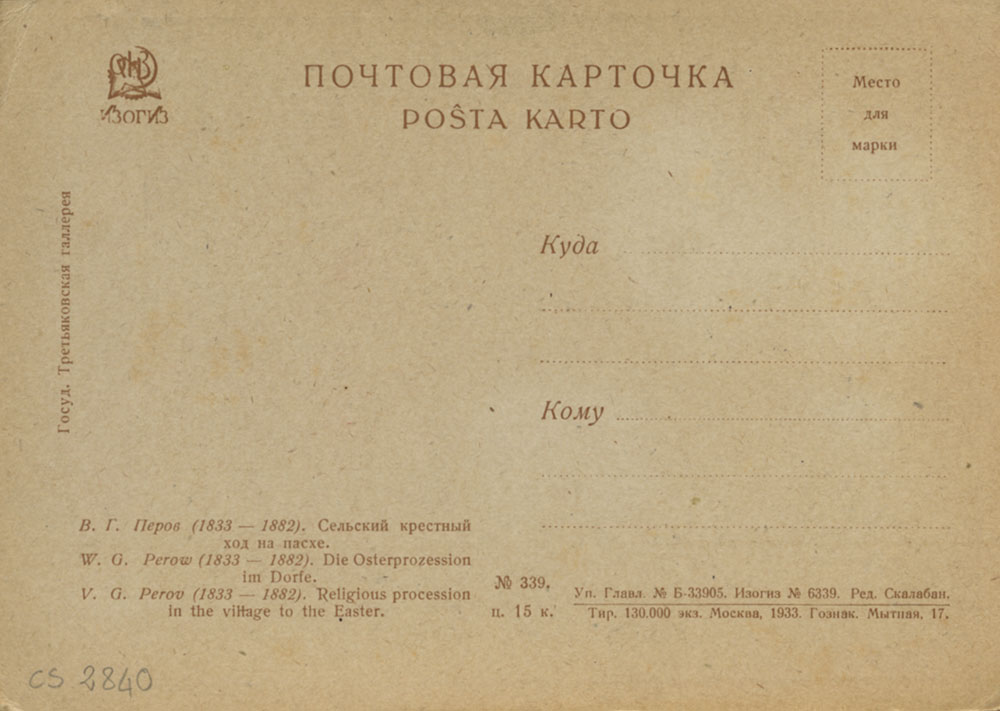 ИЗОГИЗ
ПОЧТОВАЯ КАРТОЧКА
POŜTA KARTO
Место
для
марки
Госуд. Третьяковская галлерея
Куда
Кому
В. Г. Перов (1833 — 1882). Сельский крестный
ход на пасхе.
W. G. Perow (1833 — 1882). Die Osterprozession
im Dorfe.
V. G. Perov (1833 — 1882). Religious procession
in the village to the Easter.
№ 339.
ц. 15 к.
Уп. Главл. № Б-33905. Изогиз № 6339. Ред. Скалабан.
Тир. 130.000 экз. Москва, 1933. Гознак. Мытная, 17.
CS 2840